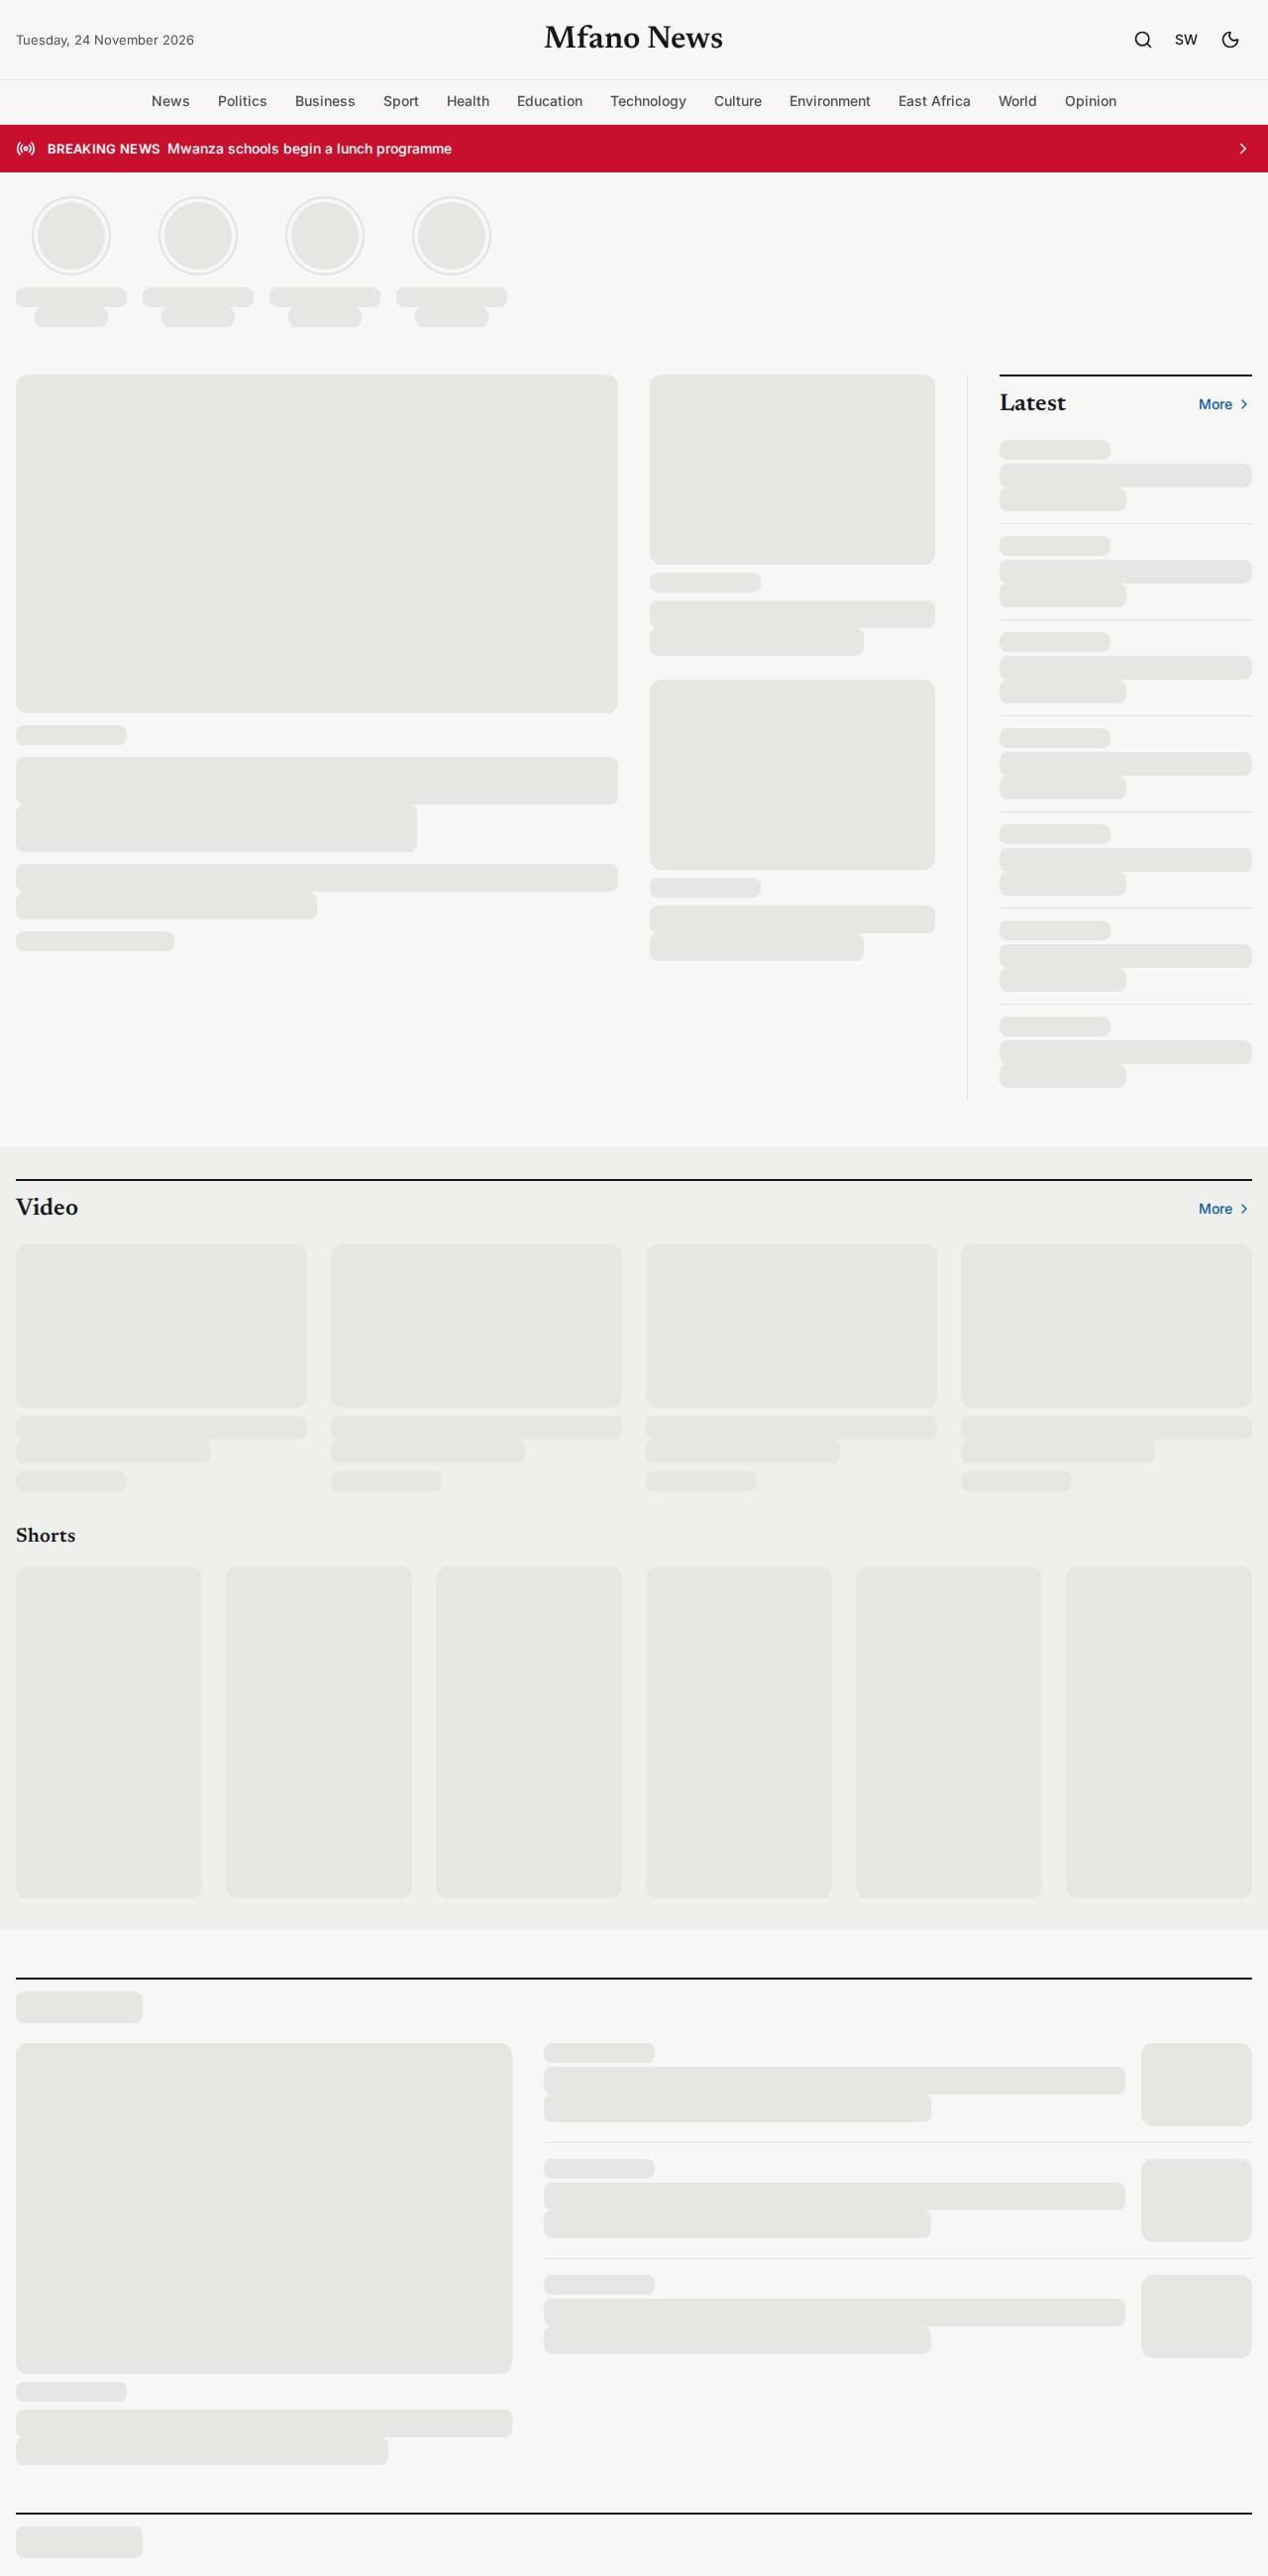 Tuesday, 24 November 2026
Mfano News
SW
News Politics Business Sport Health Education Technology Culture Environment East Africa World Opinion
BREAKING NEWS Mwanza schools begin a lunch programme
Latest
More
Video
More
Shorts